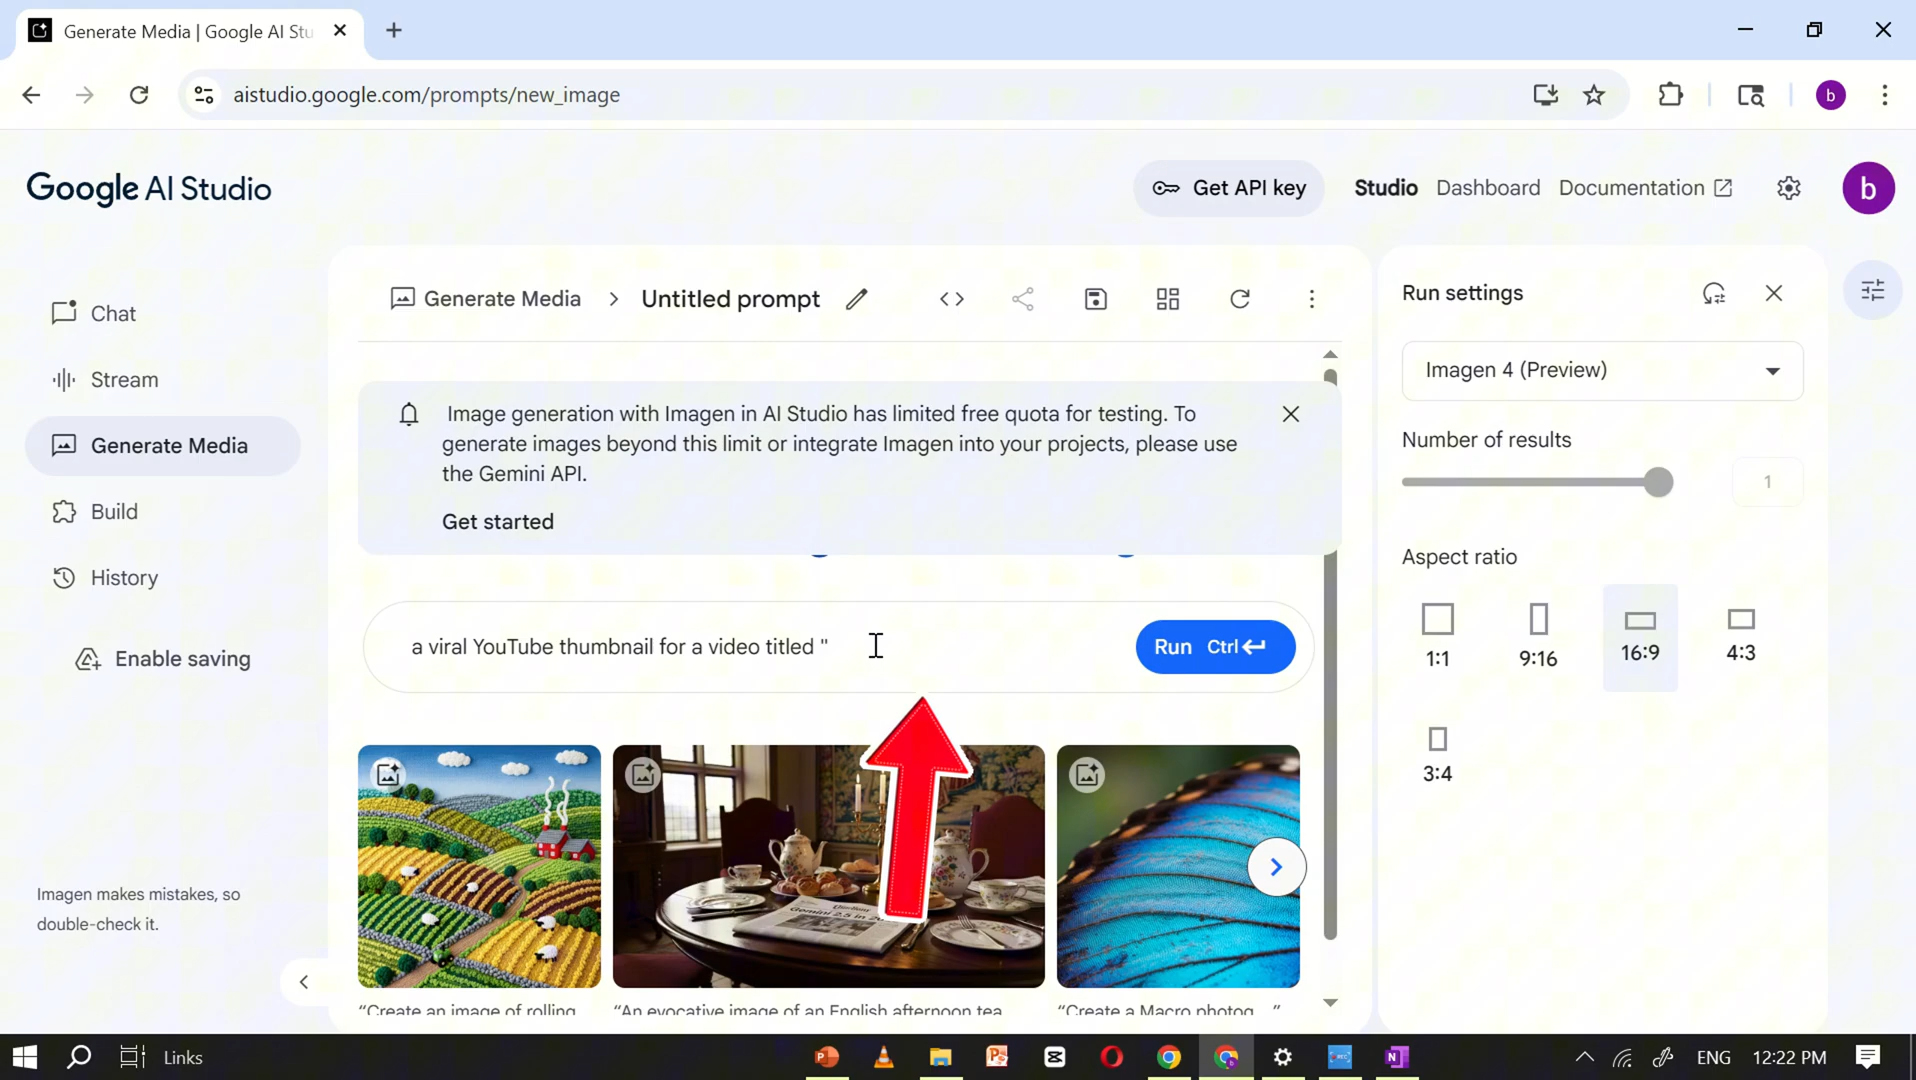 Generate Media | Google AI Stu
aistudio.google.com/prompts/new_image
Google AI Studio
Get API key
Studio
Dashboard
Documentation
b
b
Chat
Stream
Generate Media
Build
History
Enable saving
Imagen makes mistakes, so
double-check it.
Generate Media
Untitled prompt
Image generation with Imagen in AI Studio has limited free quota for testing. To
generate images beyond this limit or integrate Imagen into your projects, please use
the Gemini API.
Get started
a viral YouTube thumbnail for a video titled "
Run Ctrl
Gemini 2.5 in 20
“Create an image of rolling
“An evocative image of an English afternoon tea
“Create a Macro photog... ”
Run settings
Imagen 4 (Preview)
Number of results
1
Aspect ratio
1:1
9:16
16:9
4:3
3:4
Links
ENG
12:22 PM